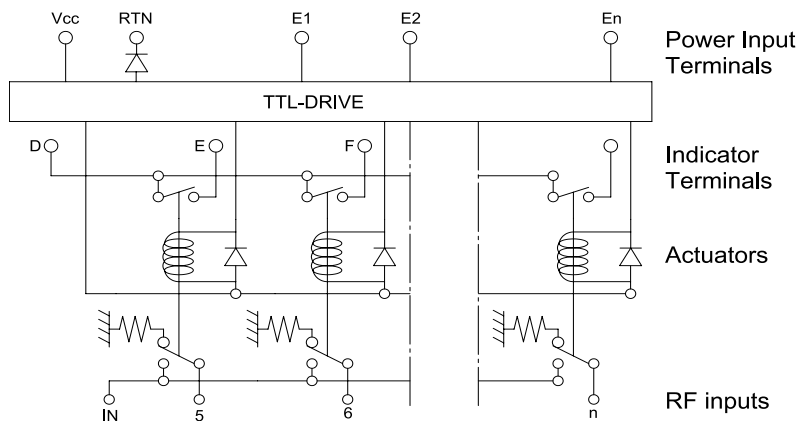 Vcc RTN E1 E2 En
Power Input
Terminals
TTL-DRIVE
D E F
Indicator
Terminals
Actuators
IN 5 6 n
RF inputs